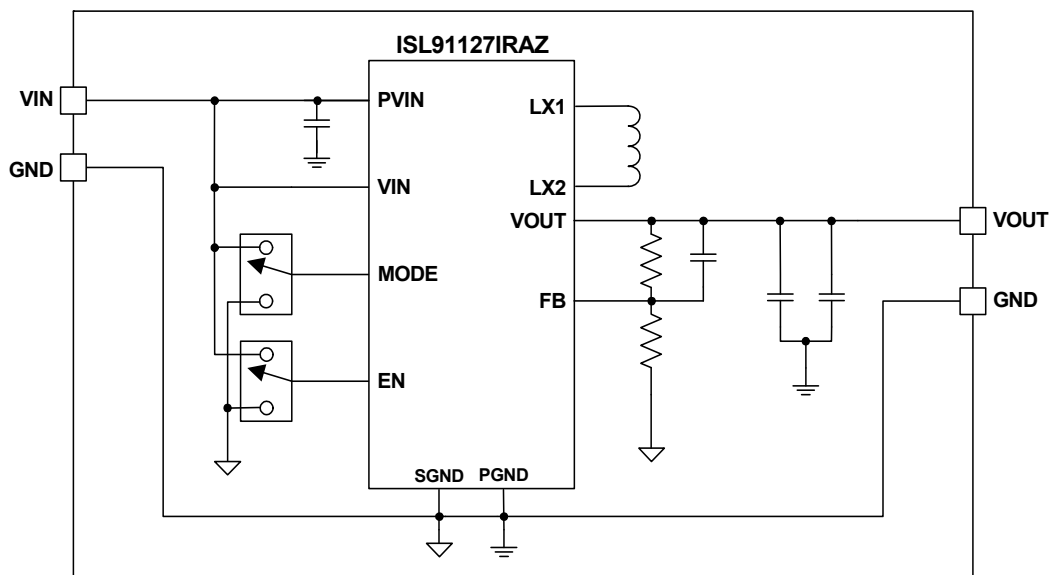 ISL91127IRAZ
VIN
PVIN
LX1
GND
VIN
LX2
VOUT
VOUT
MODE
FB
GND
EN
SGND
PGND